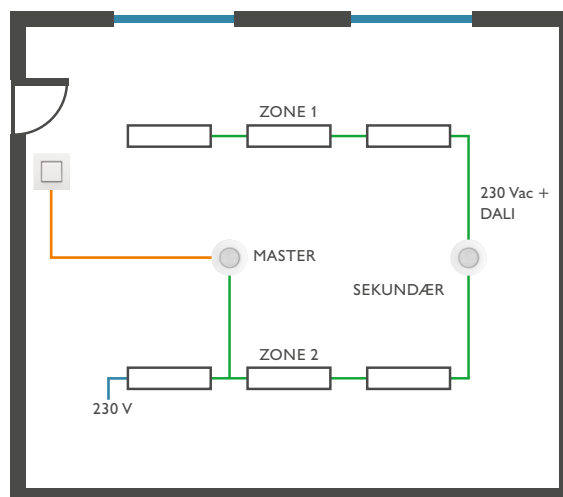 ZONE 1
230 Vac +
DALI
MASTER
SEKUNDÆR
ZONE 2
230 V